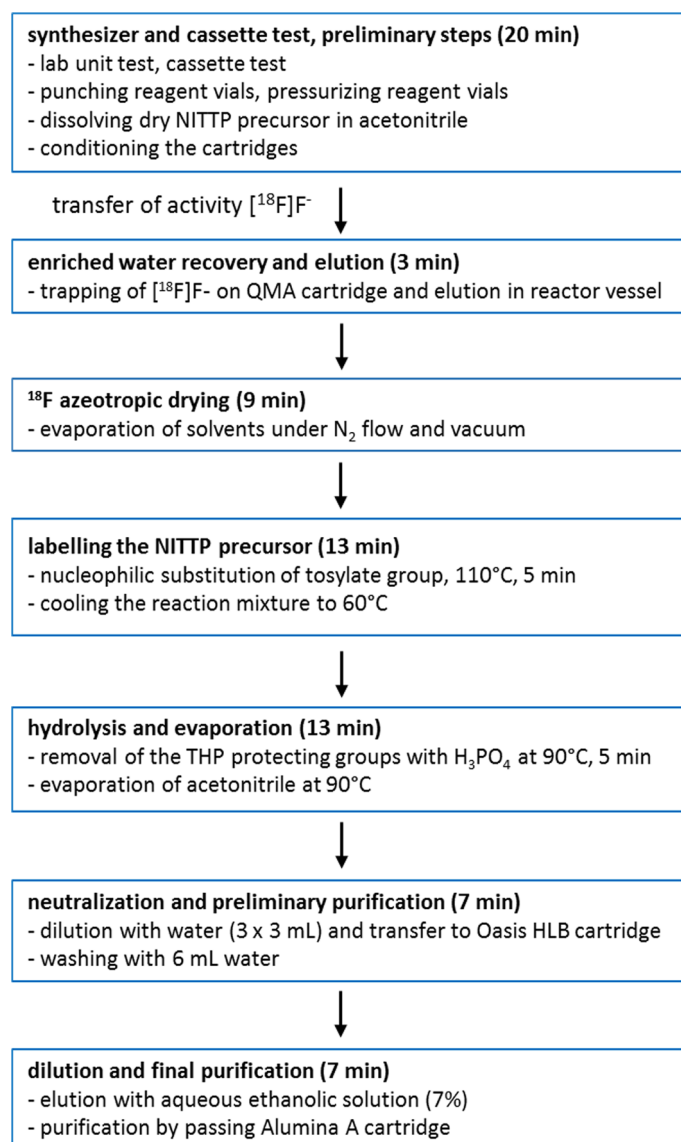 synthesizer and cassette test, preliminary steps (20 min)
- lab unit test, cassette test
- punching reagent vials, pressurizing reagent vials
- dissolving dry NITTP precursor in acetonitrile
- conditioning the cartridges
transfer of activity [¹⁸F]F⁻
enriched water recovery and elution (3 min)
- trapping of [¹⁸F]F- on QMA cartridge and elution in reactor vessel
¹⁸F azeotropic drying (9 min)
- evaporation of solvents under N₂ flow and vacuum
labelling the NITTP precursor (13 min)
- nucleophilic substitution of tosylate group, 110°C, 5 min
- cooling the reaction mixture to 60°C
hydrolysis and evaporation (13 min)
- removal of the THP protecting groups with H₃PO₄ at 90°C, 5 min
- evaporation of acetonitrile at 90°C
neutralization and preliminary purification (7 min)
- dilution with water (3 x 3 mL) and transfer to Oasis HLB cartridge
- washing with 6 mL water
dilution and final purification (7 min)
- elution with aqueous ethanolic solution (7%)
- purification by passing Alumina A cartridge